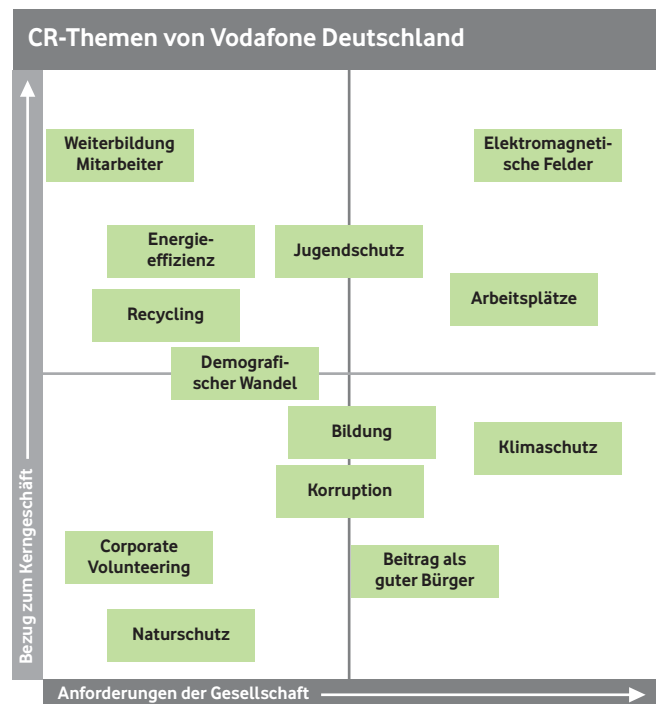 CR-Themen von Vodafone Deutschland
Weiterbildung
Mitarbeiter
Elektromagneti-
sche Felder
Energie-
effizienz
Jugendschutz
Arbeitsplätze
Recycling
Demografi-
scher Wandel
Bildung
Klimaschutz
Korruption
Corporate
Volunteering
Beitrag als
guter Bürger
Naturschutz
Bezug zum Kerngeschäft
Anforderungen der Gesellschaft